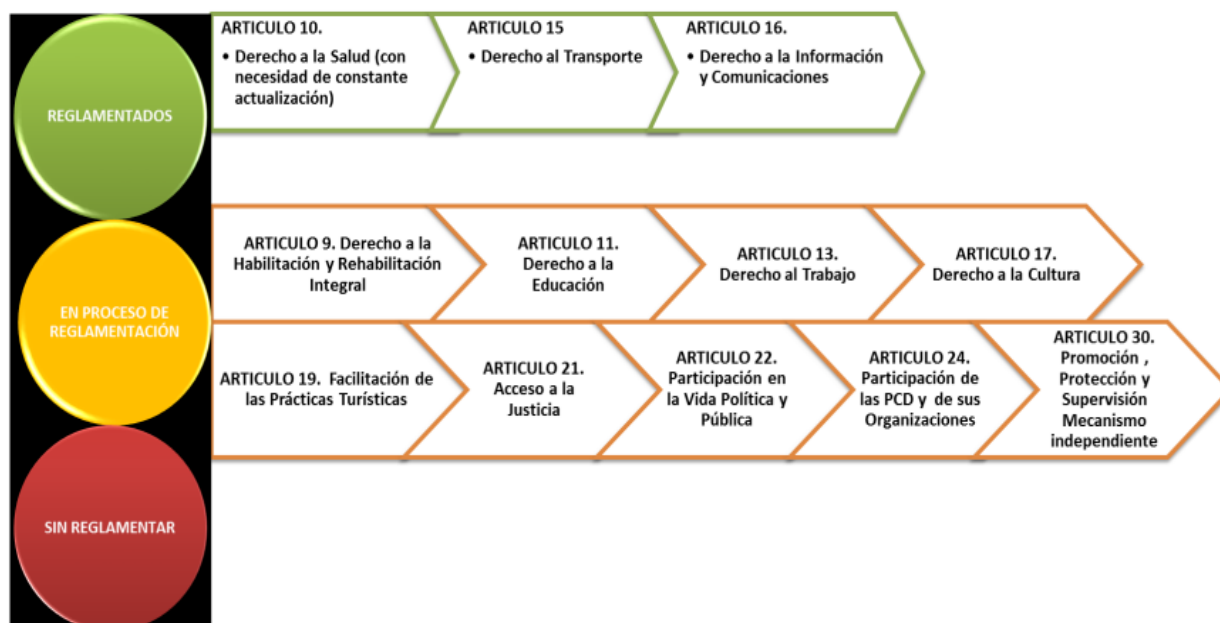 REGLAMENTADOS
ARTICULO 10.
• Derecho a la Salud (con
necesidad de constante
actualización)
ARTICULO 15
• Derecho al Transporte
ARTICULO 16.
• Derecho a la Información
y Comunicaciones
EN PROCESO DE
REGLAMENTACIÓN
ARTICULO 9. Derecho a la
Habilitación y Rehabilitación
Integral
ARTICULO 11.
Derecho a la
Educación
ARTICULO 13.
Derecho al Trabajo
ARTICULO 17.
Derecho a la Cultura
ARTICULO 19. Facilitación de
las Prácticas Turísticas
ARTICULO 21.
Acceso a la
Justicia
ARTICULO 22.
Participación en
la Vida Política y
Pública
ARTICULO 24.
Participación de
las PCD y de sus
Organizaciones
ARTICULO 30.
Promoción ,
Protección y
Supervisión
Mecanismo
independiente
SIN REGLAMENTAR